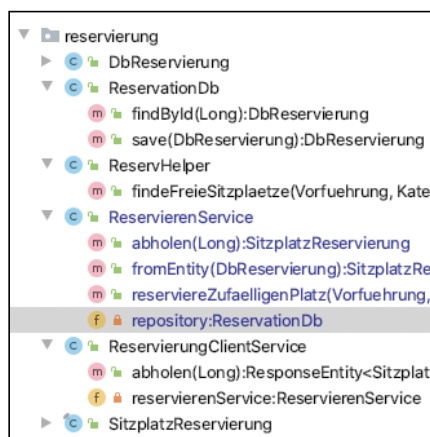 reservierung
C DbReservierung
C ReservationDb
m findById(Long):DbReservierung
m save(DbReservierung):DbReservierung
C ReservHelper
m findeFreieSitzplaetze(Vorfuehrung, Kate
C ReservierenService
m abholen(Long):SitzplatzReservierung
m fromEntity(DbReservierung):SitzplatzRe
m reserviereZufaelligenPlatz(Vorfuehrung,
f repository:ReservationDb
C ReservierungClientService
m abholen(Long):ResponseEntity<Sitzplat
f reservierenService:ReservierenService
C SitzplatzReservierung